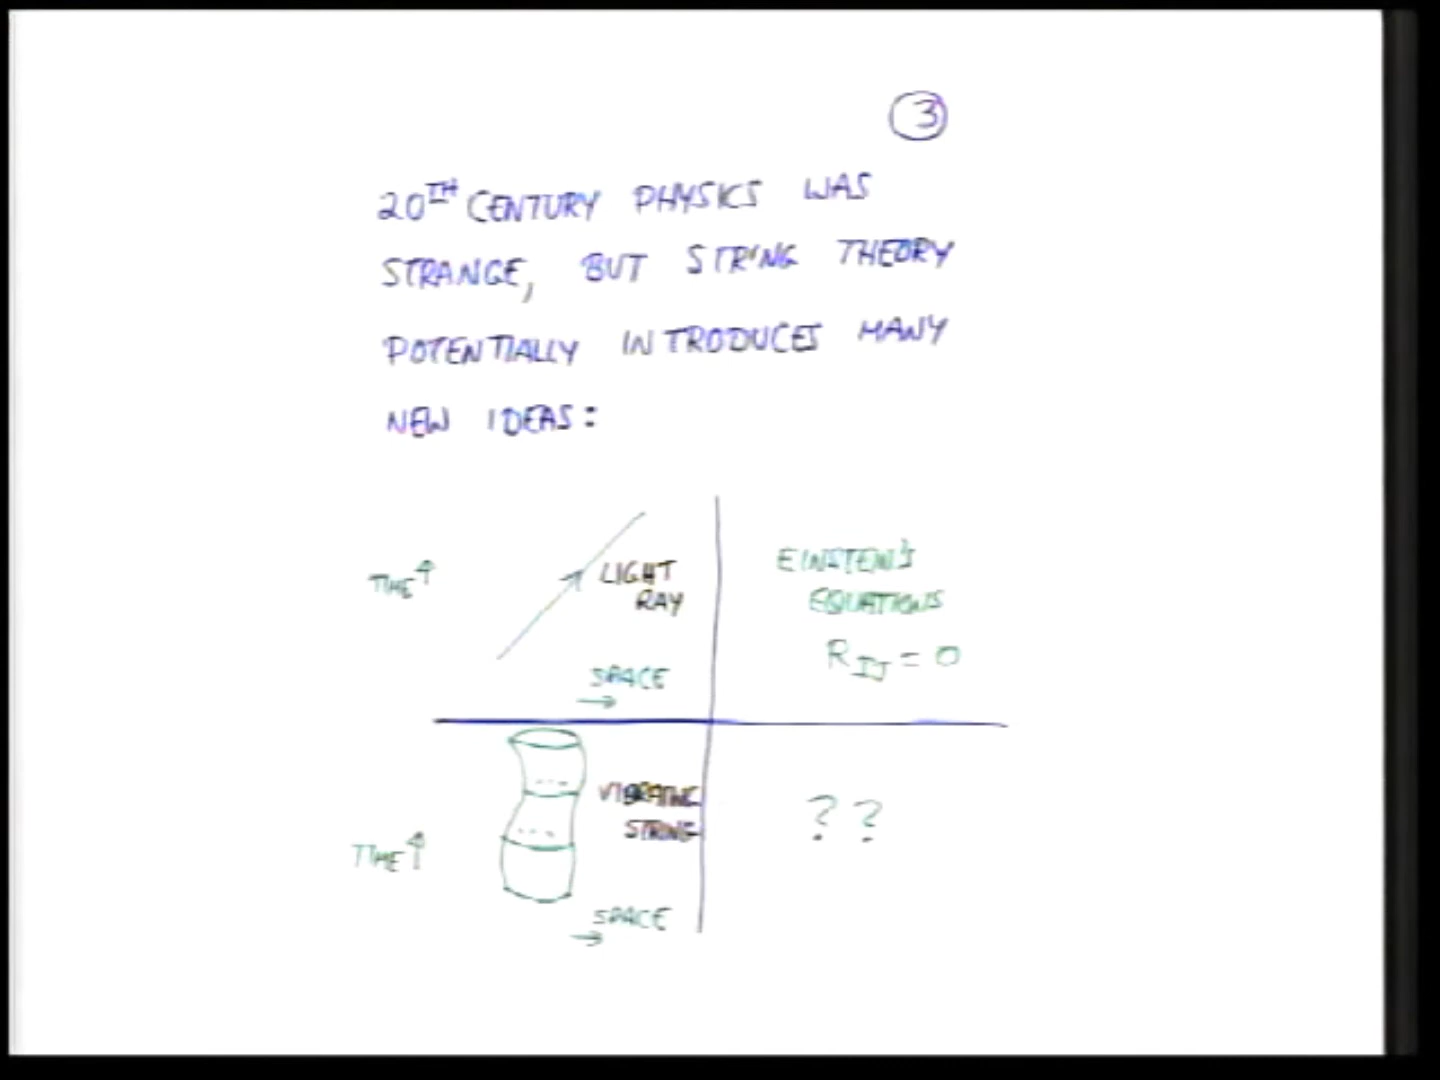 3
20TH CENTURY PHYSICS WAS
STRANGE, BUT STRING THEORY
POTENTIALLY INTRODUCES MANY
NEW IDEAS:
TIME↑
LIGHT
RAY
SPACE
→
EINSTEIN'S
EQUATIONS
R_IJ = 0
TIME↑
VIBRATING
STRING
SPACE
→
? ?